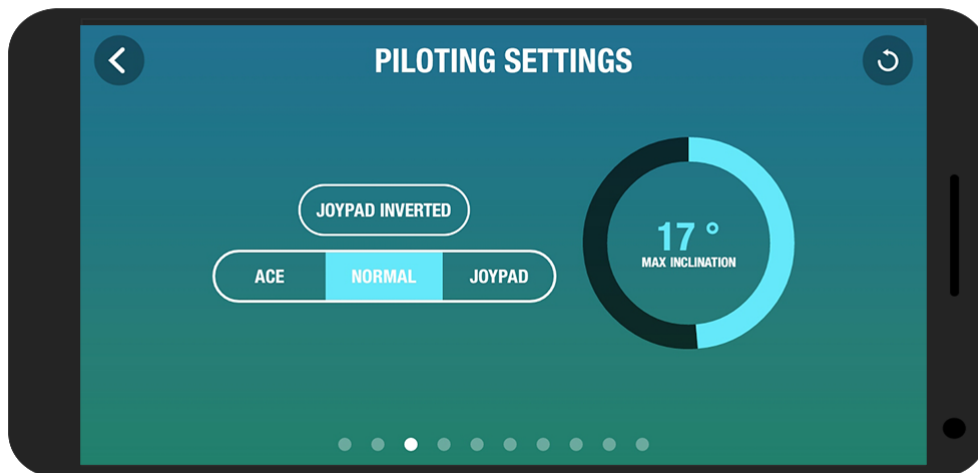 PILOTING SETTINGS
JOYPAD INVERTED
ACE NORMAL JOYPAD
17 °
MAX INCLINATION